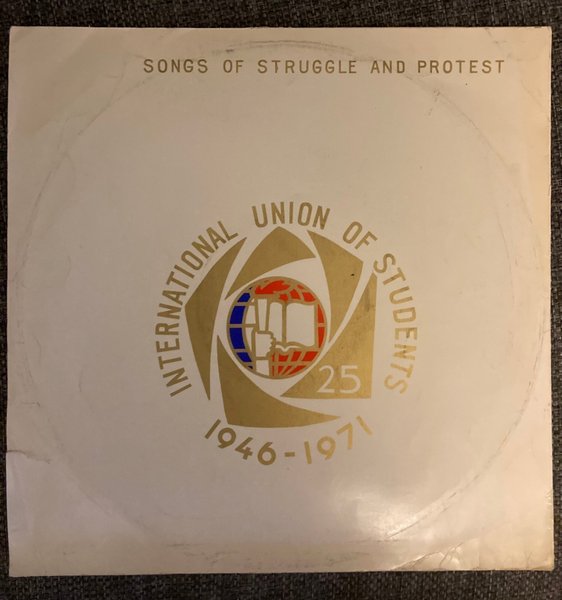 SONGS OF STRUGGLE AND PROTEST
INTERNATIONAL UNION OF STUDENTS
25
1946-1971